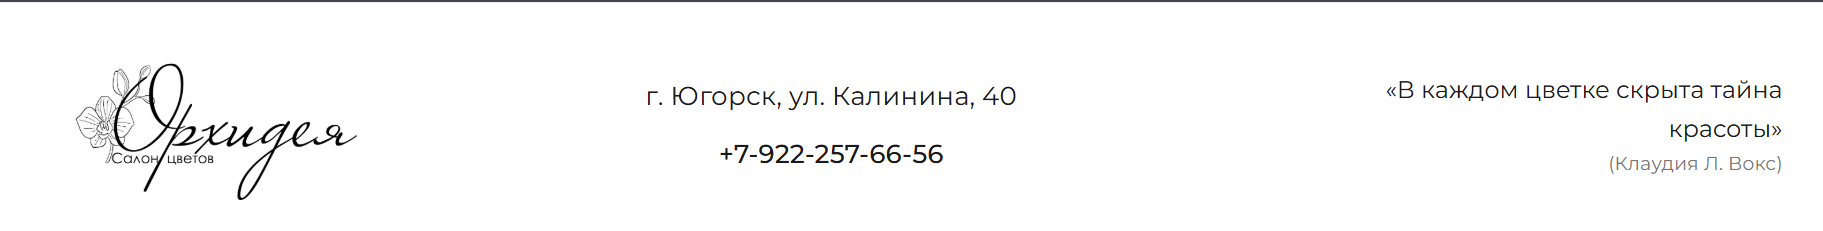 Орхидея
Салон цветов
г. Югорск, ул. Калинина, 40
+7-922-257-66-56
«В каждом цветке скрыта тайна
красоты»
(Клаудия Л. Вокс)